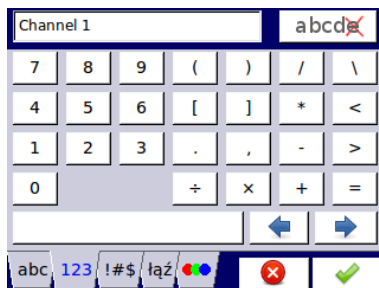 Channel 1 abcde
7 8 9 ( ) / \
4 5 6 [ ] * <
1 2 3 . , - >
0 ÷ × + =
abc 123 !#$ łąź